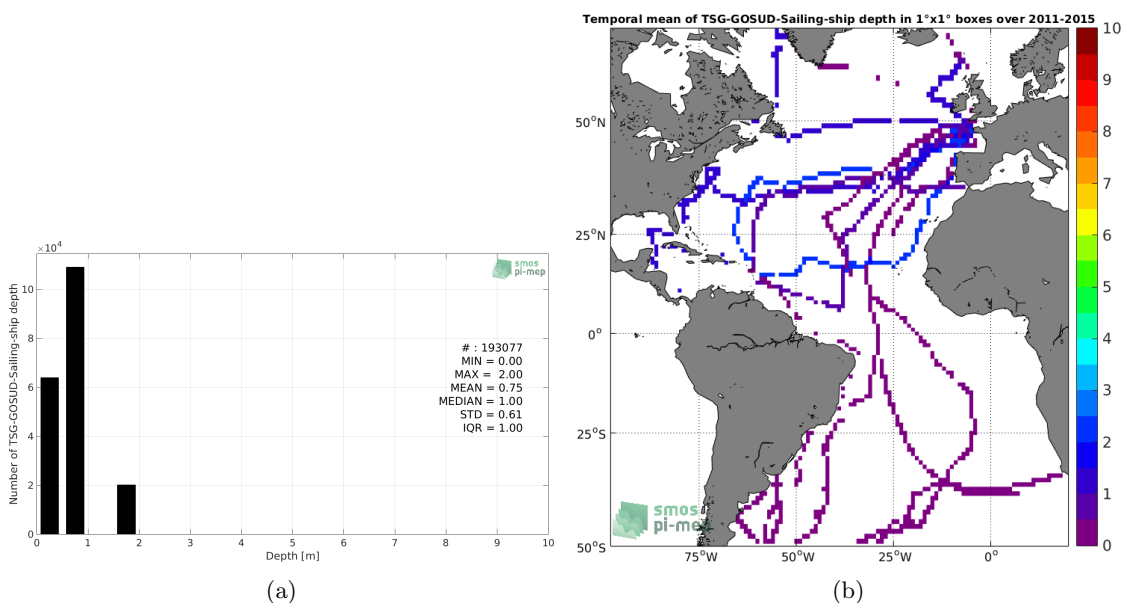 ×10⁴
10
8
6
4
2
0
Number of TSG-GOSUD-Sailing-ship depth
smos
pi-mep
# : 193077
MIN = 0.00
MAX = 2.00
MEAN = 0.75
MEDIAN = 1.00
STD = 0.61
IQR = 1.00
0 1 2 3 4 5 6 7 8 9 10
Depth [m]
(a)
Temporal mean of TSG-GOSUD-Sailing-ship depth in 1°x1° boxes over 2011-2015
50°N
25°N
0°
25°S
50°S
smos
pi-mep
75°W 50°W 25°W 0°
10
9
8
7
6
5
4
3
2
1
0
(b)